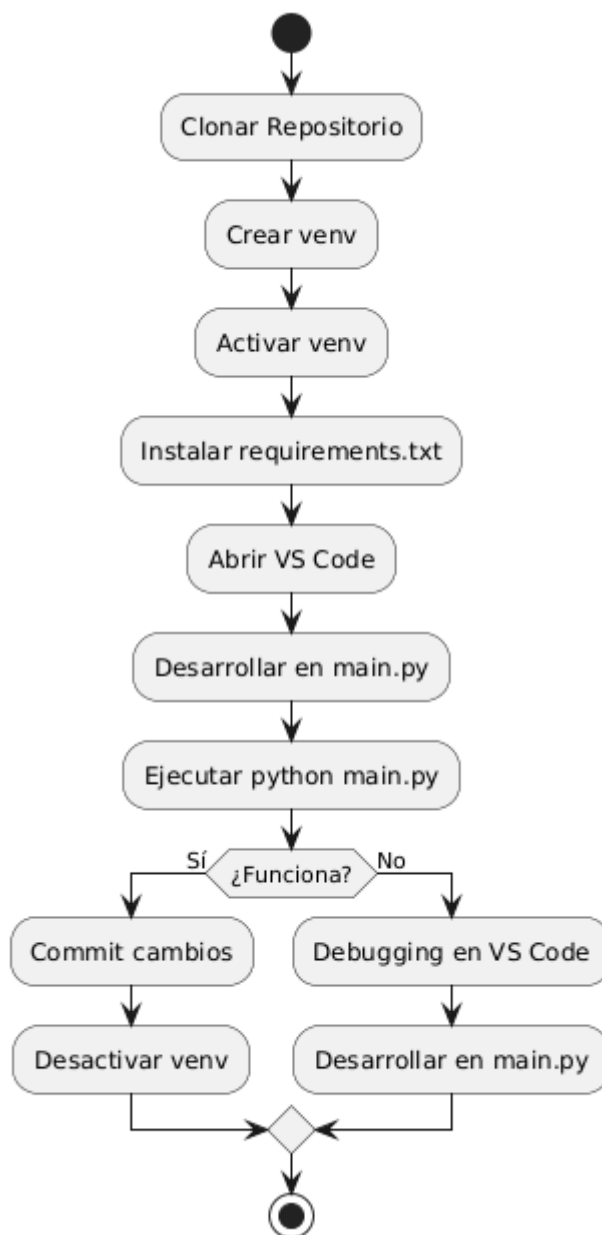 Clonar Repositorio
Crear venv
Activar venv
Instalar requirements.txt
Abrir VS Code
Desarrollar en main.py
Ejecutar python main.py
Sí
¿Funciona?
No
Commit cambios
Debugging en VS Code
Desactivar venv
Desarrollar en main.py